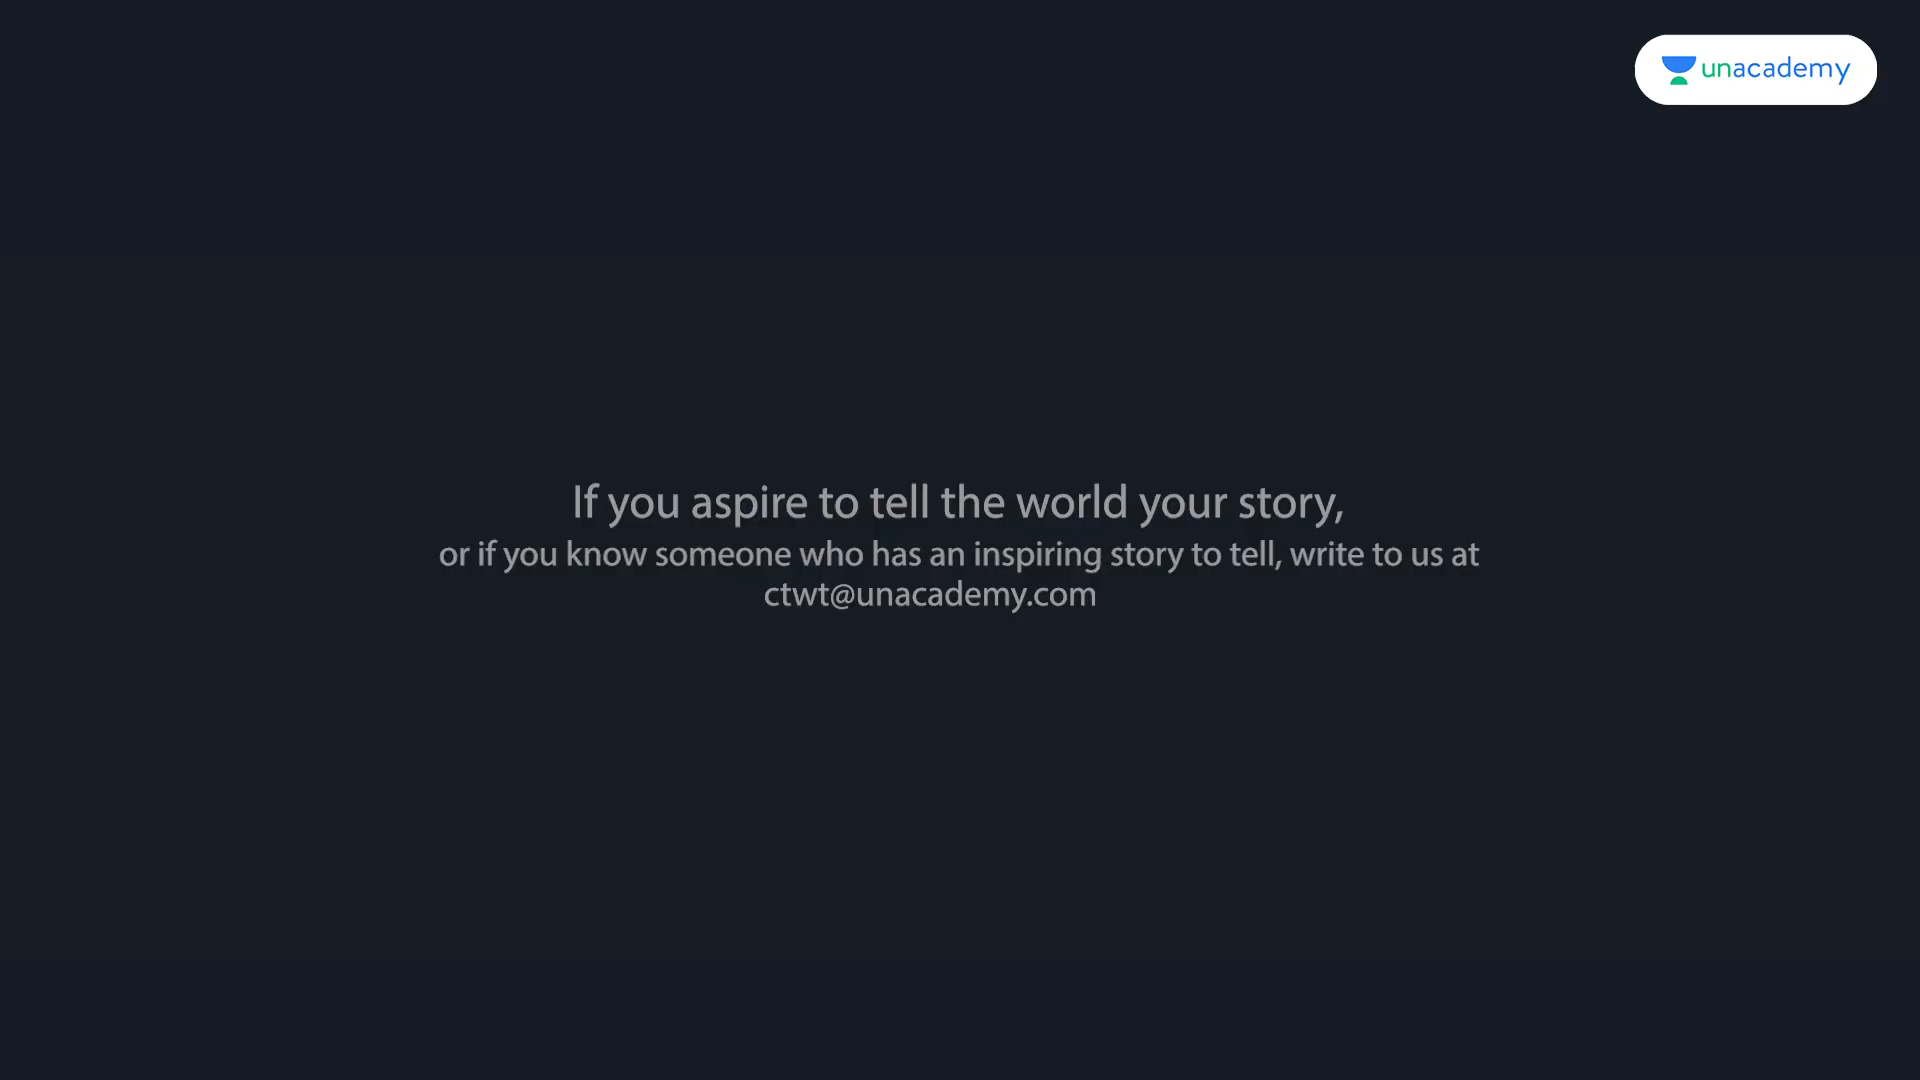 unacademy
If you aspire to tell the world your story,
or if you know someone who has an inspiring story to tell, write to us at
ctwt@unacademy.com